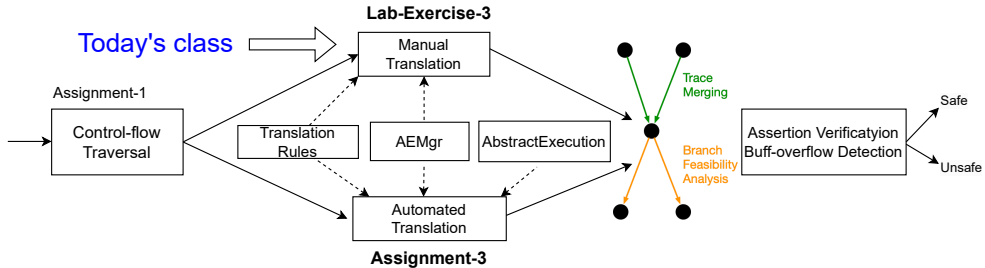 Lab-Exercise-3
Today's class
Manual
Translation
Assignment-1
Control-flow
Traversal
Translation
Rules
AEMgr
AbstractExecution
Automated
Translation
Assignment-3
Trace
Merging
Branch
Feasibility
Analysis
Assertion Verificatyion
Buff-overflow Detection
Safe
Unsafe